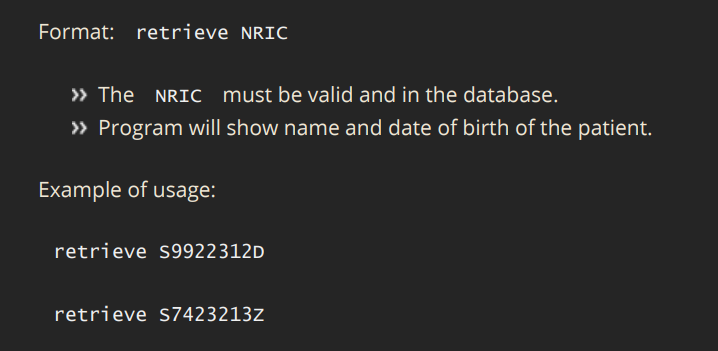 Format: retrieve NRIC
The NRIC must be valid and in the database.
Program will show name and date of birth of the patient.
Example of usage:
retrieve S9922312D
retrieve S7423213Z